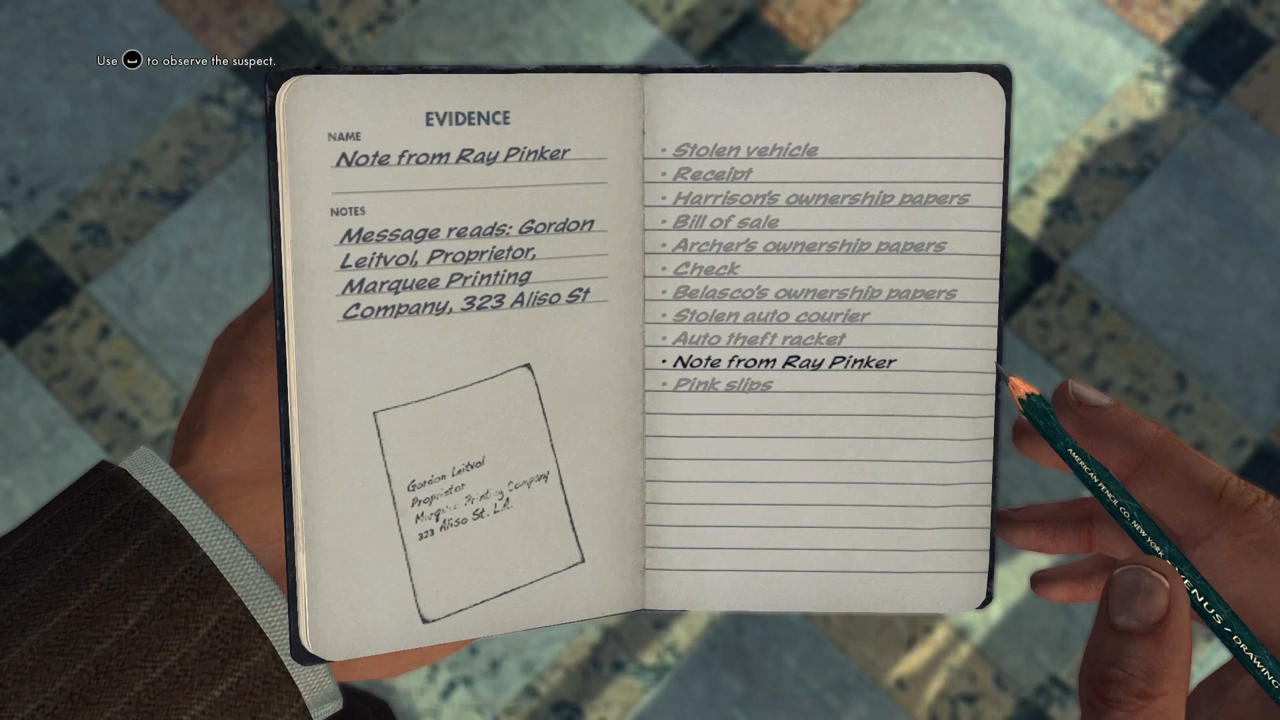 Use to observe the suspect.
EVIDENCE
NAME
Note from Ray Pinker
NOTES
Message reads: Gordon
Leitvol, Proprietor,
Marquee Printing
Company, 323 Aliso St
Gordon Leitvol
Proprietor
Marquee Printing Company
323 Aliso St. L.A.
• Stolen vehicle
• Receipt
• Harrison's ownership papers
• Bill of sale
• Archer's ownership papers
• Check
• Belasco's ownership papers
• Stolen auto courier
• Auto theft racket
• Note from Ray Pinker
• Pink slips
AMERICAN PENCIL CO. NEW YORK VENUS / DRAWING